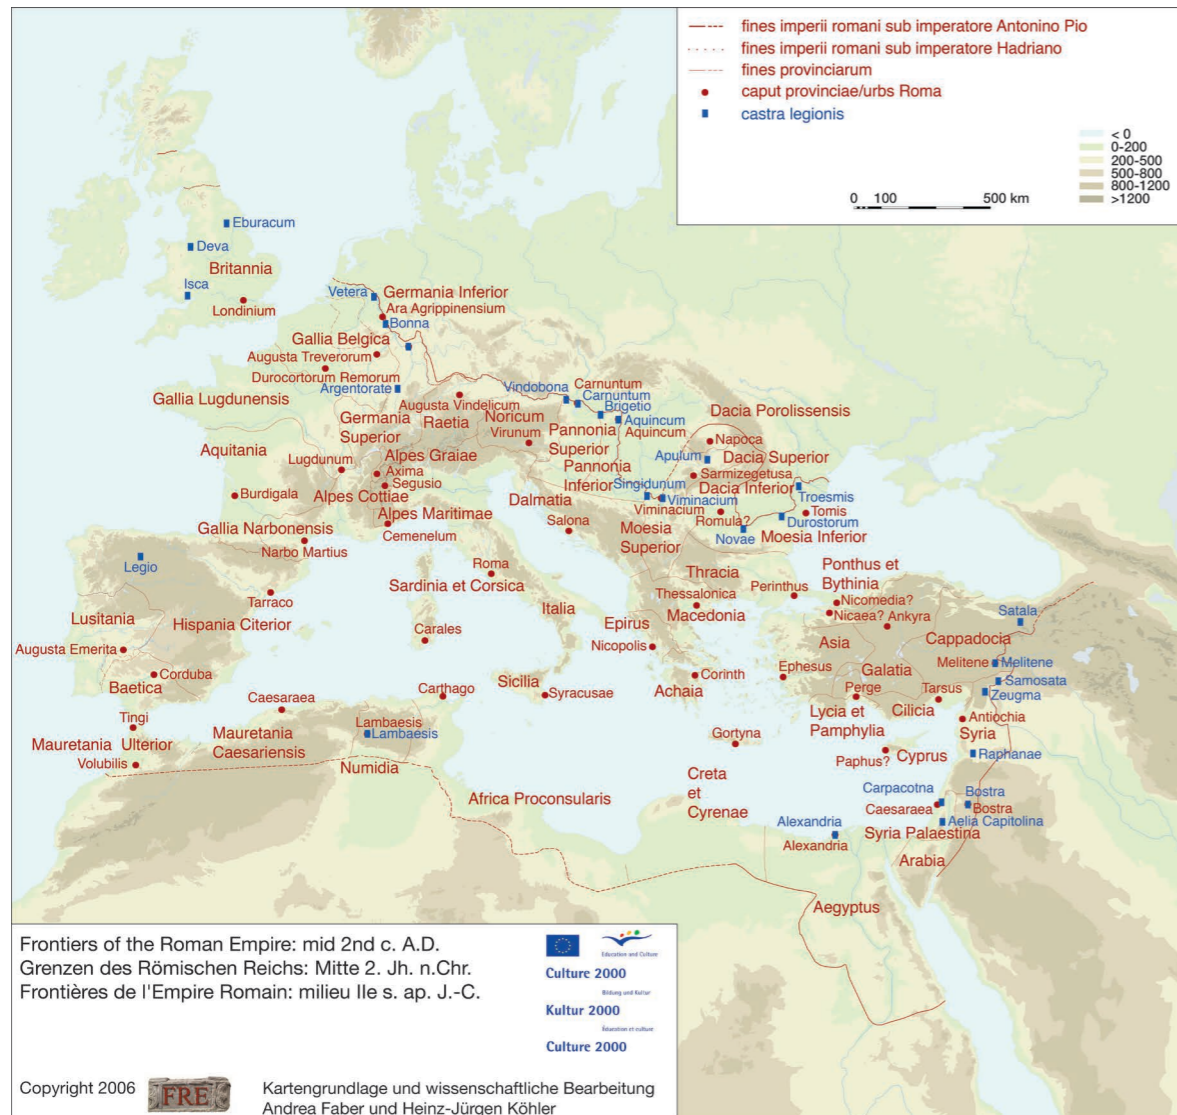 fines imperii romani sub imperatore Antonino Pio
fines imperii romani sub imperatore Hadriano
fines provinciarum
caput provinciae/urbs Roma
castra legionis
< 0
0-200
200-500
500-800
800-1200
>1200
0 100 500 km
Eburacum
Deva
Britannia
Isca
Londinium
Vetera
Germania Inferior
Ara Agrippinensium
Bonna
Gallia Belgica
Augusta Treverorum
Durocortorum Remorum
Argentorate
Gallia Lugdunensis
Germania
Superior
Augusta Vindelicum
Raetia
Noricum
Virunum
Vindobona
Carnuntum
Carnuntum
Brigetio
Aquincum
Aquincum
Pannonia
Superior
Pannonia
Inferior
Dacia Porolissensis
Napoca
Apulum
Dacia Superior
Sarmizegetusa
Dacia Inferior
Singidunum
Viminacium
Viminacium
Romula?
Troesmis
Tomis
Durostorum
Novae
Moesia Inferior
Moesia
Superior
Aquitania
Lugdunum
Alpes Graiae
Axima
Segusio
Burdigala
Alpes Cottiae
Alpes Maritimae
Cemenelum
Gallia Narbonensis
Narbo Martius
Dalmatia
Salona
Legio
Tarraco
Lusitania
Hispania Citerior
Augusta Emerita
Corduba
Baetica
Roma
Sardinia et Corsica
Italia
Carales
Thracia
Perinthus
Thessalonica
Macedonia
Epirus
Nicopolis
Corinth
Achaia
Ponthus et
Bythinia
Nicomedia?
Nicaea?
Ankyra
Asia
Ephesus
Galatia
Cappadocia
Satala
Melitene
Melitene
Samosata
Zeugma
Perge
Tarsus
Lycia et
Pamphylia
Cilicia
Antiochia
Syria
Raphanae
Paphus?
Cyprus
Sicilia
Syracusae
Carthago
Caesaraea
Tingi
Mauretania Ulterior
Volubilis
Mauretania
Caesariensis
Lambaesis
Lambaesis
Numidia
Africa Proconsularis
Gortyna
Creta
et
Cyrenae
Carpacotna
Caesaraea
Bostra
Bostra
Aelia Capitolina
Syria Palaestina
Arabia
Alexandria
Alexandria
Aegyptus
Frontiers of the Roman Empire: mid 2nd c. A.D.
Grenzen des Römischen Reichs: Mitte 2. Jh. n.Chr.
Frontières de l'Empire Romain: milieu IIe s. ap. J.-C.
Education and Culture
Culture 2000
Bildung und Kultur
Kultur 2000
Éducation et culture
Culture 2000
Copyright 2006
FRE
Kartengrundlage und wissenschaftliche Bearbeitung
Andrea Faber und Heinz-Jürgen Köhler